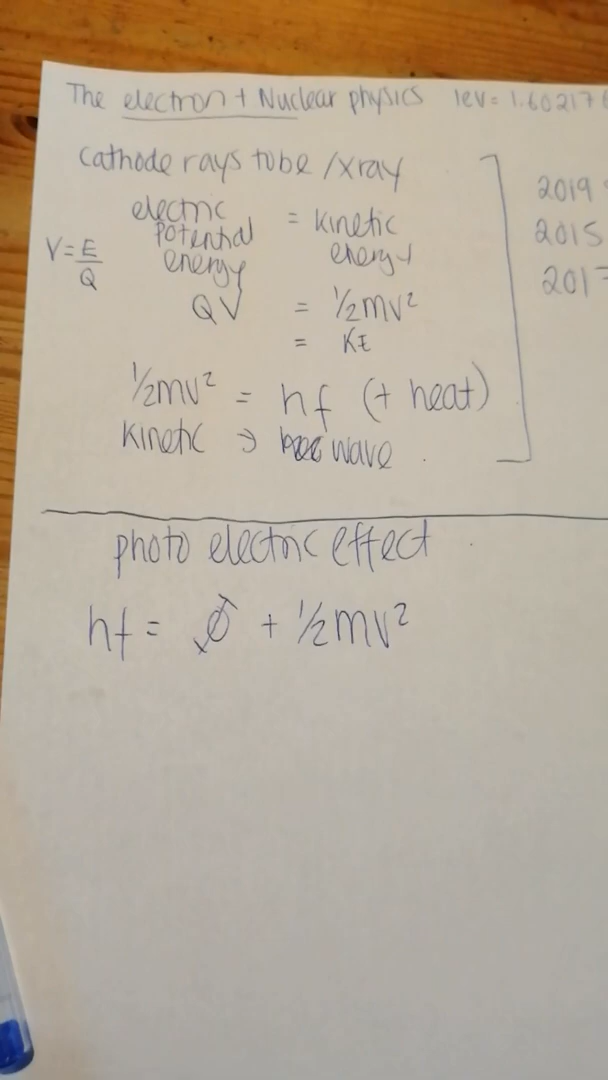 The electron + Nuclear physics 1eV = 1.60217
cathode rays tube / xray
electric potential energy = kinetic energy
V = E/Q
QV = ½mv²
= KE
½mv² = hf (+ heat)
kinetic → wave
2019
2015
201
photo electric effect
hf = Φ + ½mv²